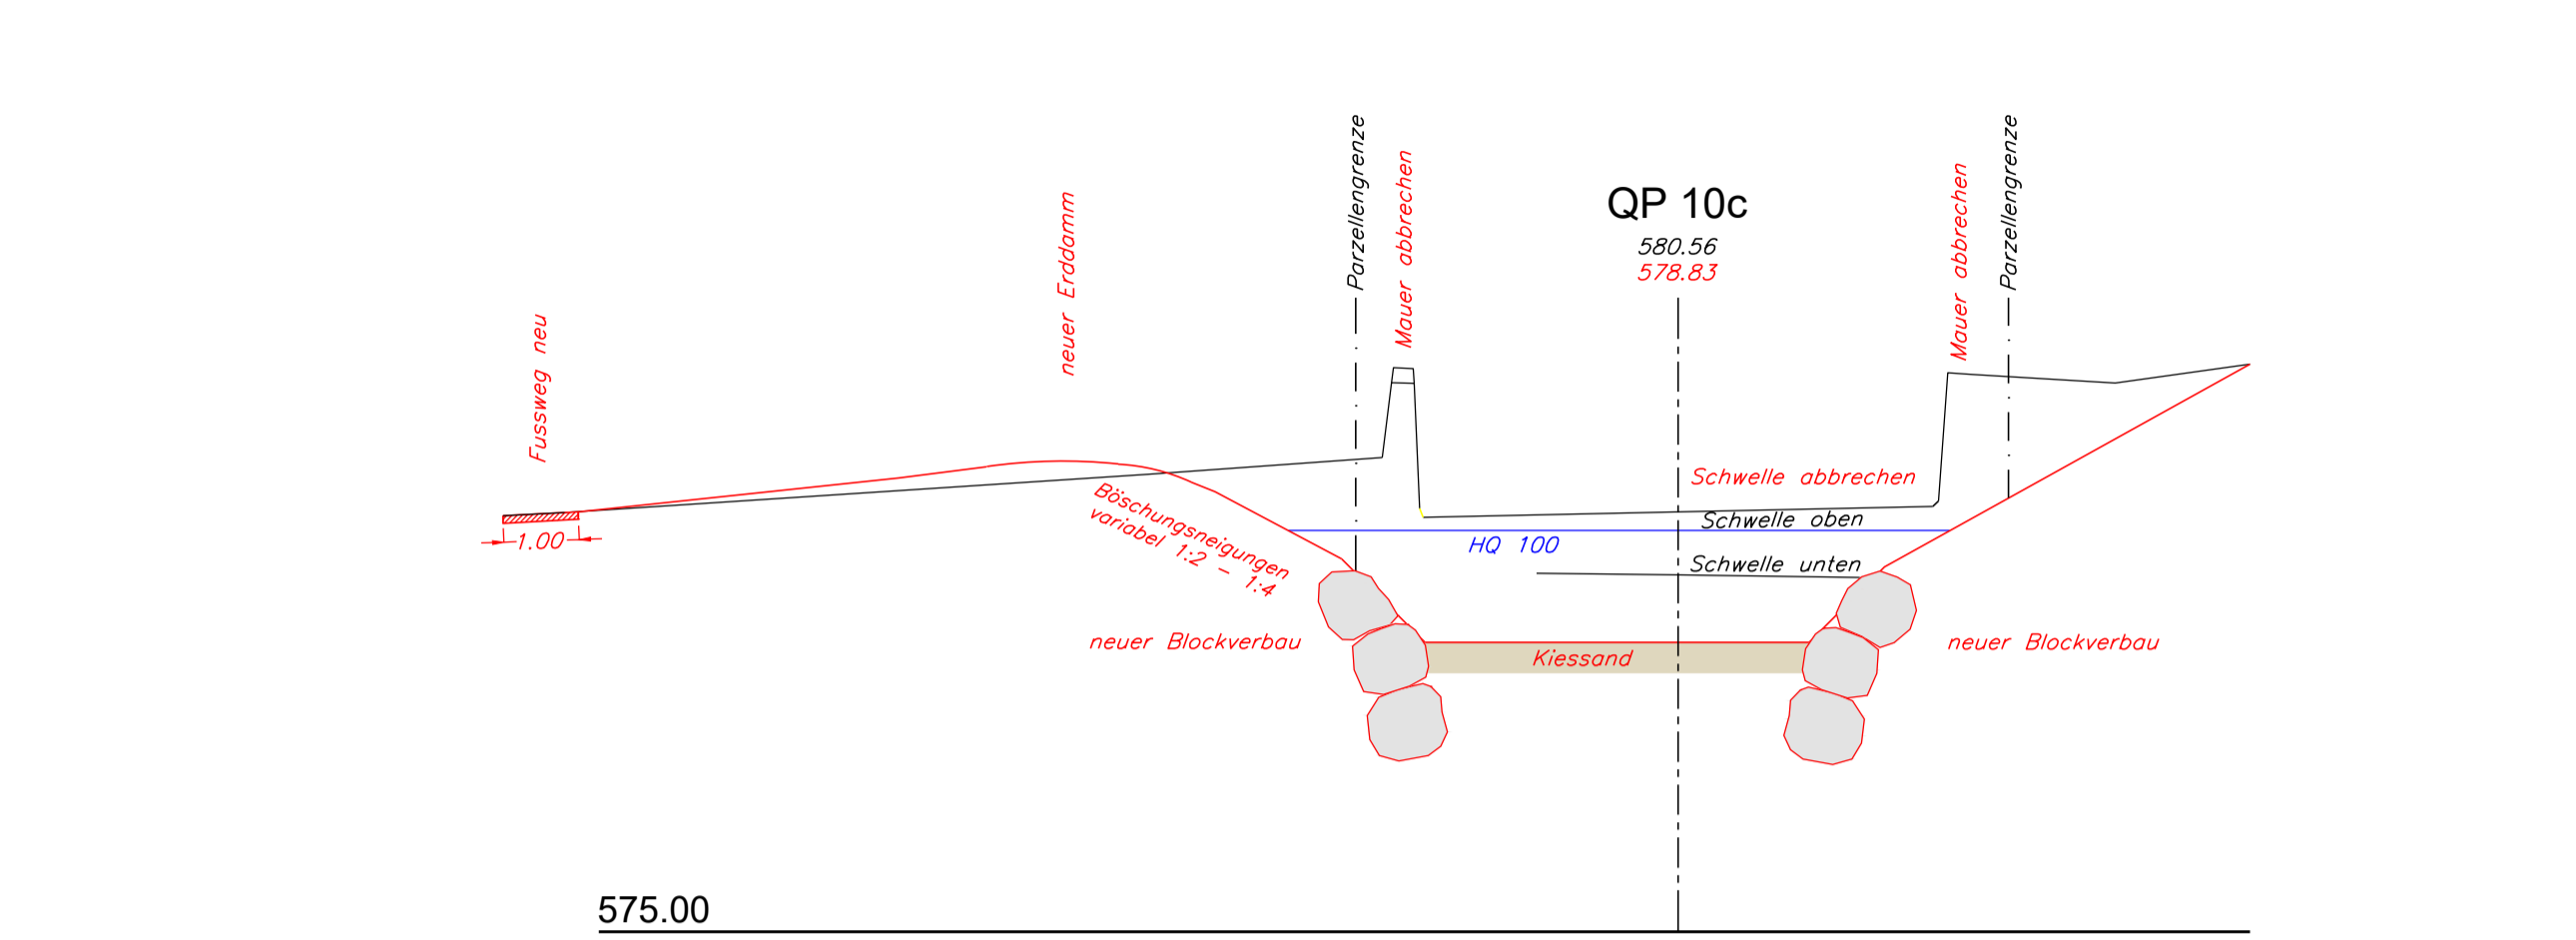 Parzellengrenze
Mauer abbrechen
Mauer abbrechen
Parzellengrenze
QP 10c
580.56
578.83
neuer Erddamm
Fussweg neu
Schwelle abbrechen
Schwelle oben
HQ 100
Schwelle unten
Böschungsneigungen
variabel 1:2 - 1:4
1.00
neuer Blockverbau
Kiessand
neuer Blockverbau
575.00